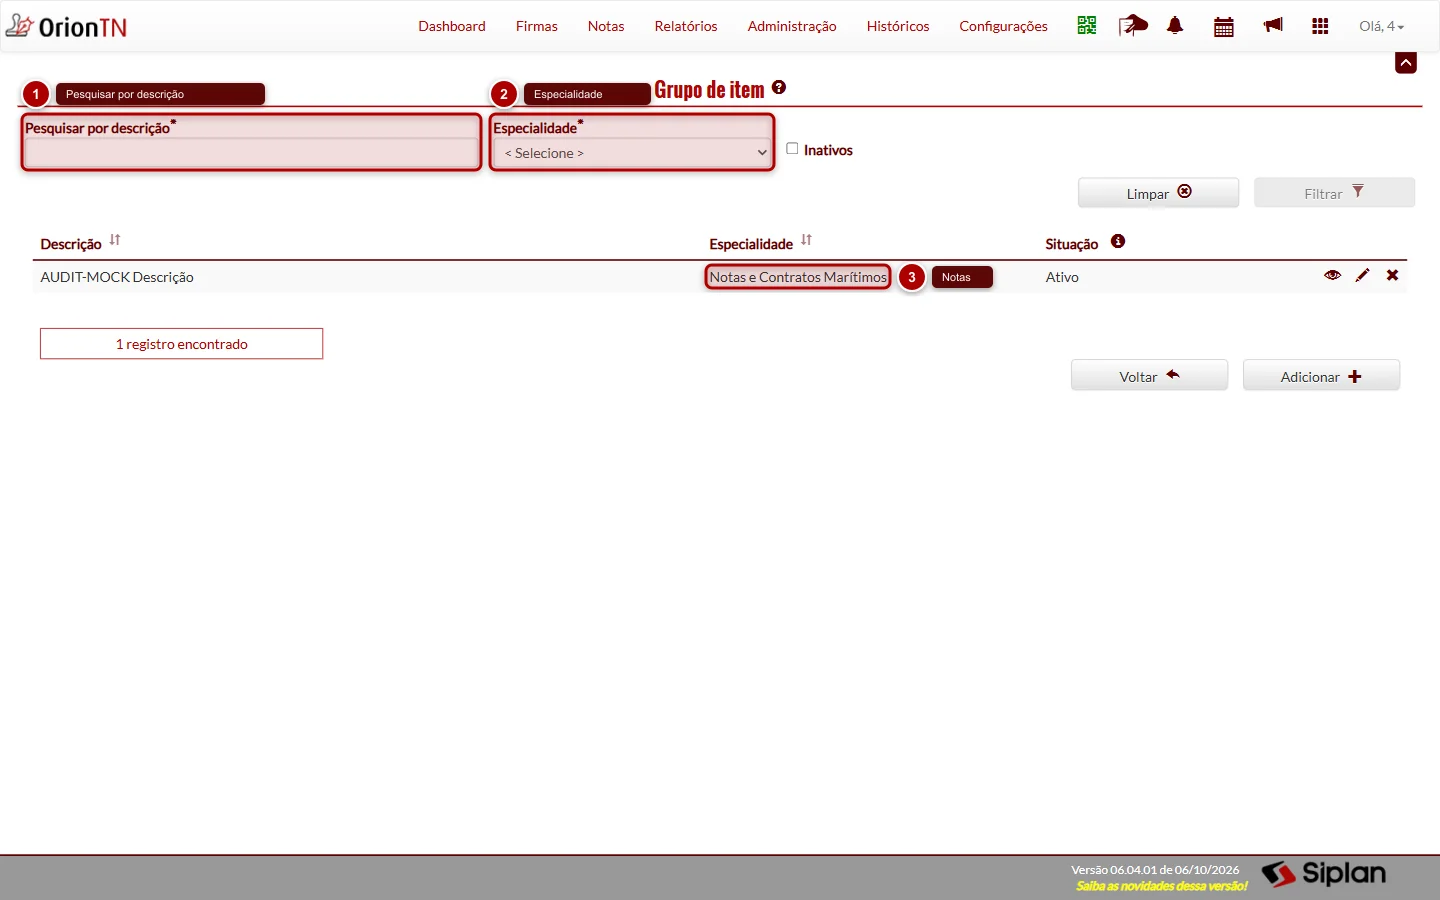 OrionTN
Dashboard Firmas Notas Relatórios Administração Históricos Configurações Olá, 4
1 Pesquisar por descrição 2 Especialidade Grupo de item ?
Pesquisar por descrição* Especialidade*
< Selecione > Inativos
Limpar Filtrar
Descrição Especialidade Situação
AUDIT-MOCK Descrição Notas e Contratos Marítimos 3 Notas Ativo
1 registro encontrado
Voltar Adicionar
Versão 06.04.01 de 06/10/2026
Saiba as novidades dessa versão!
Siplan